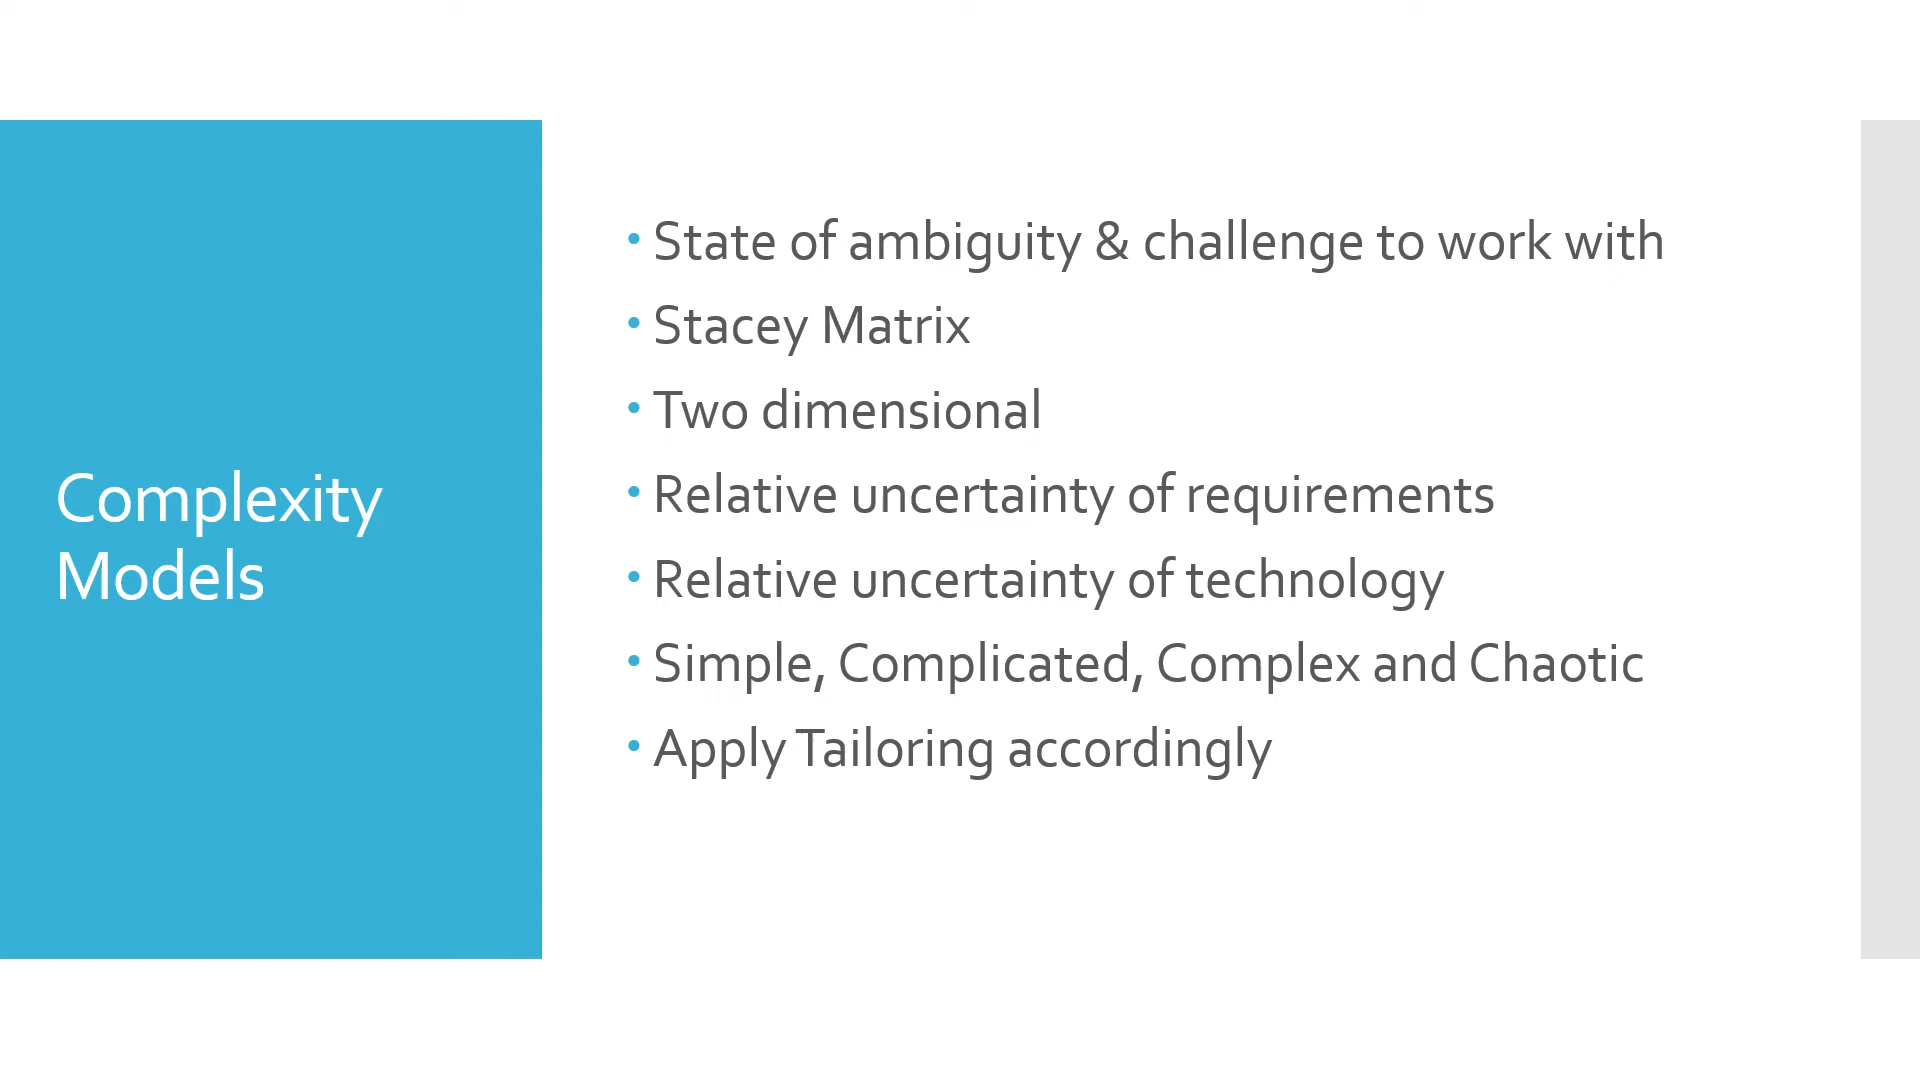 Complexity
Models
• State of ambiguity & challenge to work with
• Stacey Matrix
• Two dimensional
• Relative uncertainty of requirements
• Relative uncertainty of technology
• Simple, Complicated, Complex and Chaotic
• Apply Tailoring accordingly